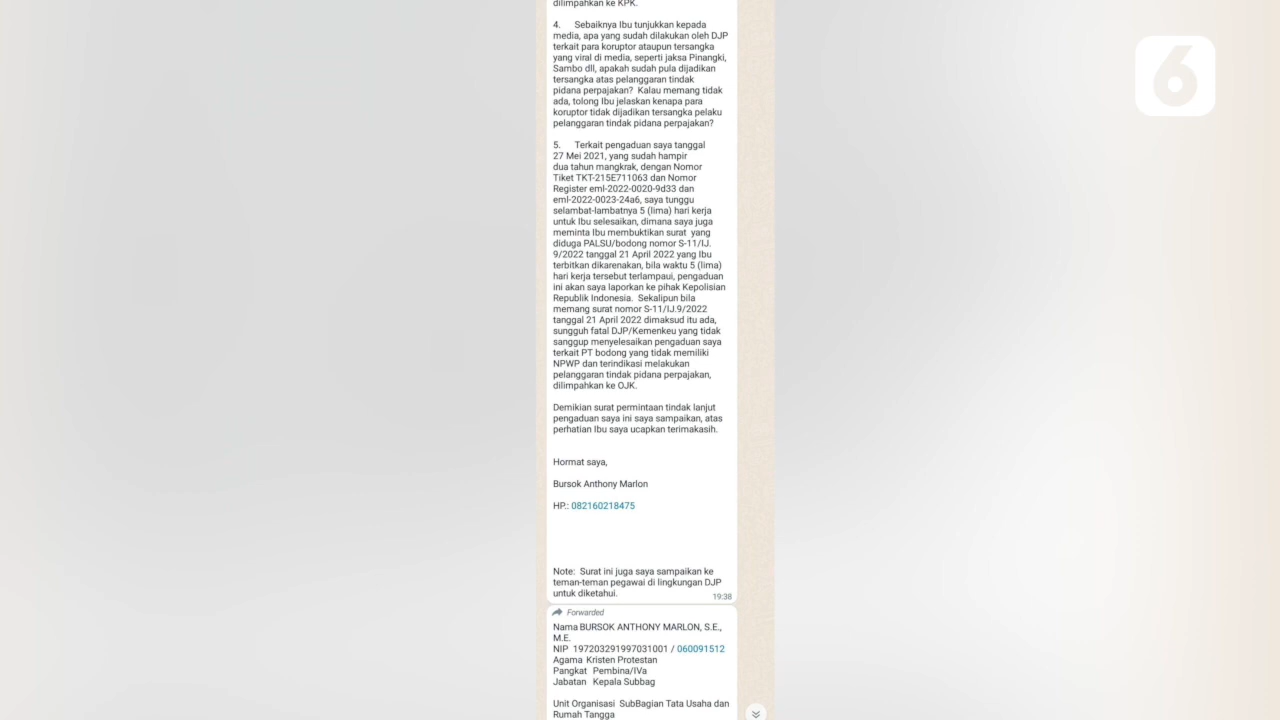 dilimpahkan ke KPK.
4. Sebaiknya Ibu tunjukkan kepada
media, apa yang sudah dilakukan oleh DJP
terkait para koruptor ataupun tersangka
yang viral di media, seperti jaksa Pinangki,
Sambo dll, apakah sudah pula dijadikan
tersangka atas pelanggaran tindak
pidana perpajakan? Kalau memang tidak
ada, tolong Ibu jelaskan kenapa para
koruptor tidak dijadikan tersangka pelaku
pelanggaran tindak pidana perpajakan?
5. Terkait pengaduan saya tanggal
27 Mei 2021, yang sudah hampir
dua tahun mangkrak, dengan Nomor
Tiket TKT-215E711063 dan Nomor
Register eml-2022-0020-9d33 dan
eml-2022-0023-24a6, saya tunggu
selambat-lambatnya 5 (lima) hari kerja
untuk Ibu selesaikan, dimana saya juga
meminta Ibu membuktikan surat yang
diduga PALSU/bodong nomor S-11/IJ.
9/2022 tanggal 21 April 2022 yang Ibu
terbitkan dikarenakan, bila waktu 5 (lima)
hari kerja tersebut terlampaui, pengaduan
ini akan saya laporkan ke pihak Kepolisian
Republik Indonesia. Sekalipun bila
memang surat nomor S-11/IJ.9/2022
tanggal 21 April 2022 dimaksud itu ada,
sungguh fatal DJP/Kemenkeu yang tidak
sanggup menyelesaikan pengaduan saya
terkait PT bodong yang tidak memiliki
NPWP dan terindikasi melakukan
pelanggaran tindak pidana perpajakan,
dilimpahkan ke OJK.
Demikian surat permintaan tindak lanjut
pengaduan saya ini saya sampaikan, atas
perhatian Ibu saya ucapkan terimakasih.
Hormat saya,
Bursok Anthony Marlon
HP.: 082160218475
Note: Surat ini juga saya sampaikan ke
teman-teman pegawai di lingkungan DJP
untuk diketahui.
19:38
Forwarded
Nama BURSOK ANTHONY MARLON, S.E.,
M.E.
NIP 197203291997031001 / 060091512
Agama Kristen Protestan
Pangkat Pembina/IVa
Jabatan Kepala Subbag
Unit Organisasi SubBagian Tata Usaha dan
Rumah Tangga
6